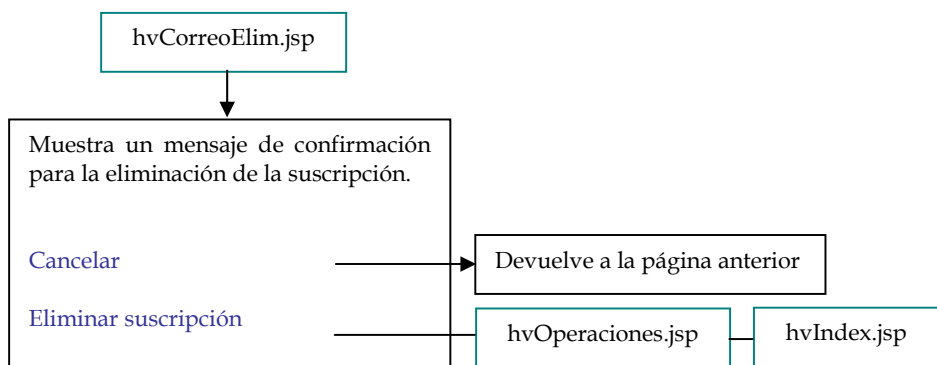 hvCorreoElim.jsp
Muestra un mensaje de confirmación
para la eliminación de la suscripción.
Cancelar
Devuelve a la página anterior
Eliminar suscripción
hvOperaciones.jsp
hvIndex.jsp